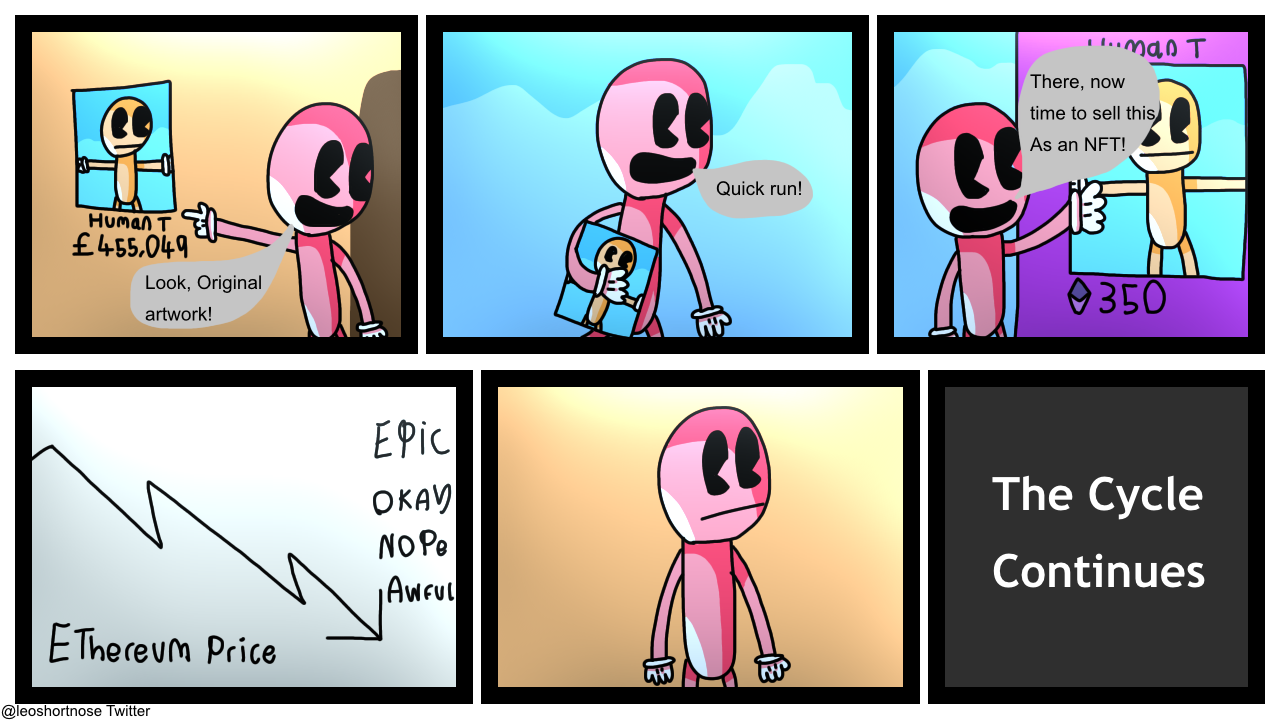 Human T
£455,049
Look, Original
artwork!
Quick run!
Human T
There, now
time to sell this
As an NFT!
350
EPIC
OKAY
NOPe
AWFUL
EThereum Price
The Cycle
Continues
@leoshortnose Twitter